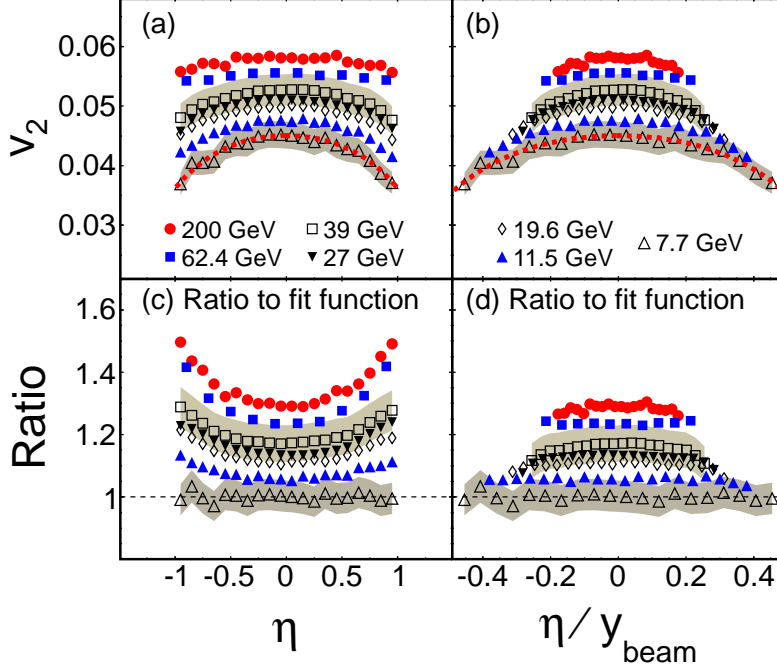 (a)
(b)
v2
0.06
0.05
0.04
0.03
200 GeV
39 GeV
62.4 GeV
27 GeV
19.6 GeV
7.7 GeV
11.5 GeV
(c) Ratio to fit function
(d) Ratio to fit function
Ratio
1.6
1.4
1.2
1
-1 -0.5 0 0.5 1
-0.4 -0.2 0 0.2 0.4
η
η / ybeam